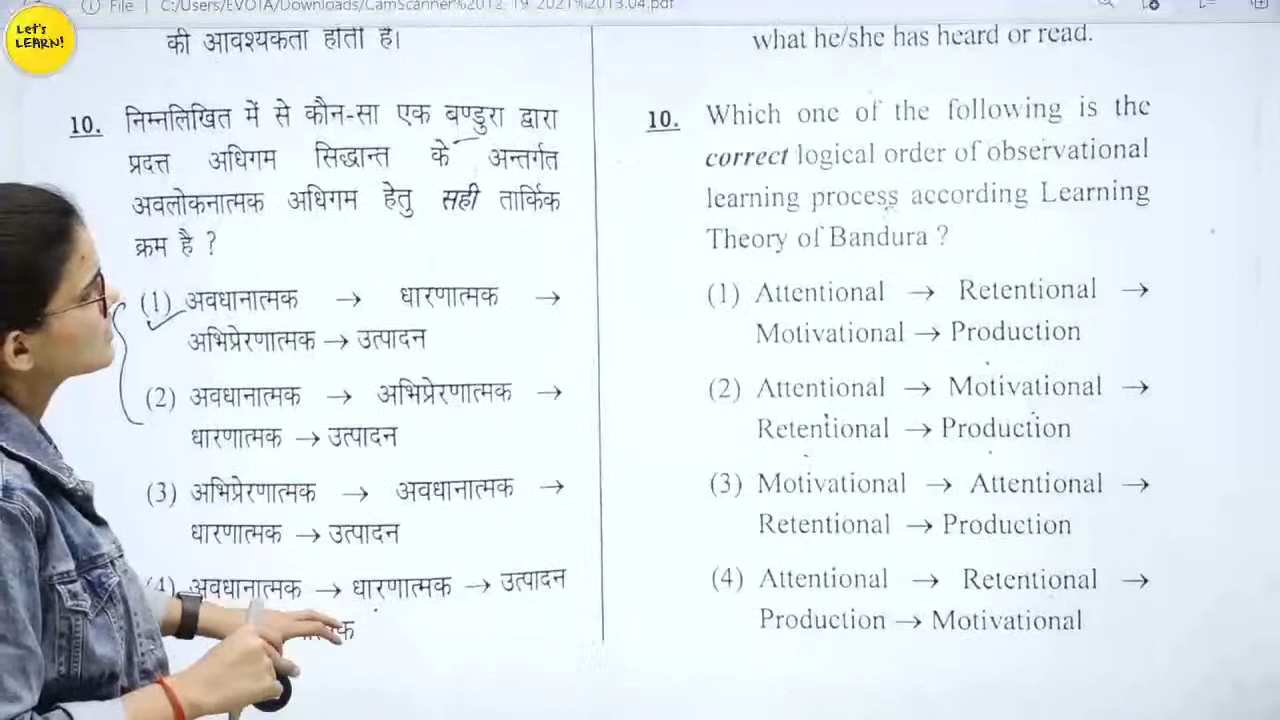 File | C:/Users/EVOTA/Downloads/CamScanner%2012_19_2021%2013.04.pdf
Let's
LEARN!
की आवश्यकता होती है।
10. निम्नलिखित में से कौन-सा एक बण्डुरा द्वारा
प्रदत्त अधिगम सिद्धान्त के अन्तर्गत
अवलोकनात्मक अधिगम हेतु सही तार्किक
क्रम है ?
(1) अवधानात्मक → धारणात्मक →
अभिप्रेरणात्मक → उत्पादन
(2) अवधानात्मक → अभिप्रेरणात्मक →
धारणात्मक → उत्पादन
(3) अभिप्रेरणात्मक → अवधानात्मक →
धारणात्मक → उत्पादन
(4) अवधानात्मक → धारणात्मक → उत्पादन
what he/she has heard or read.
10. Which one of the following is the
correct logical order of observational
learning process according Learning
Theory of Bandura ?
(1) Attentional → Retentional →
Motivational → Production
(2) Attentional → Motivational →
Retentional → Production
(3) Motivational → Attentional →
Retentional → Production
(4) Attentional → Retentional →
Production → Motivational